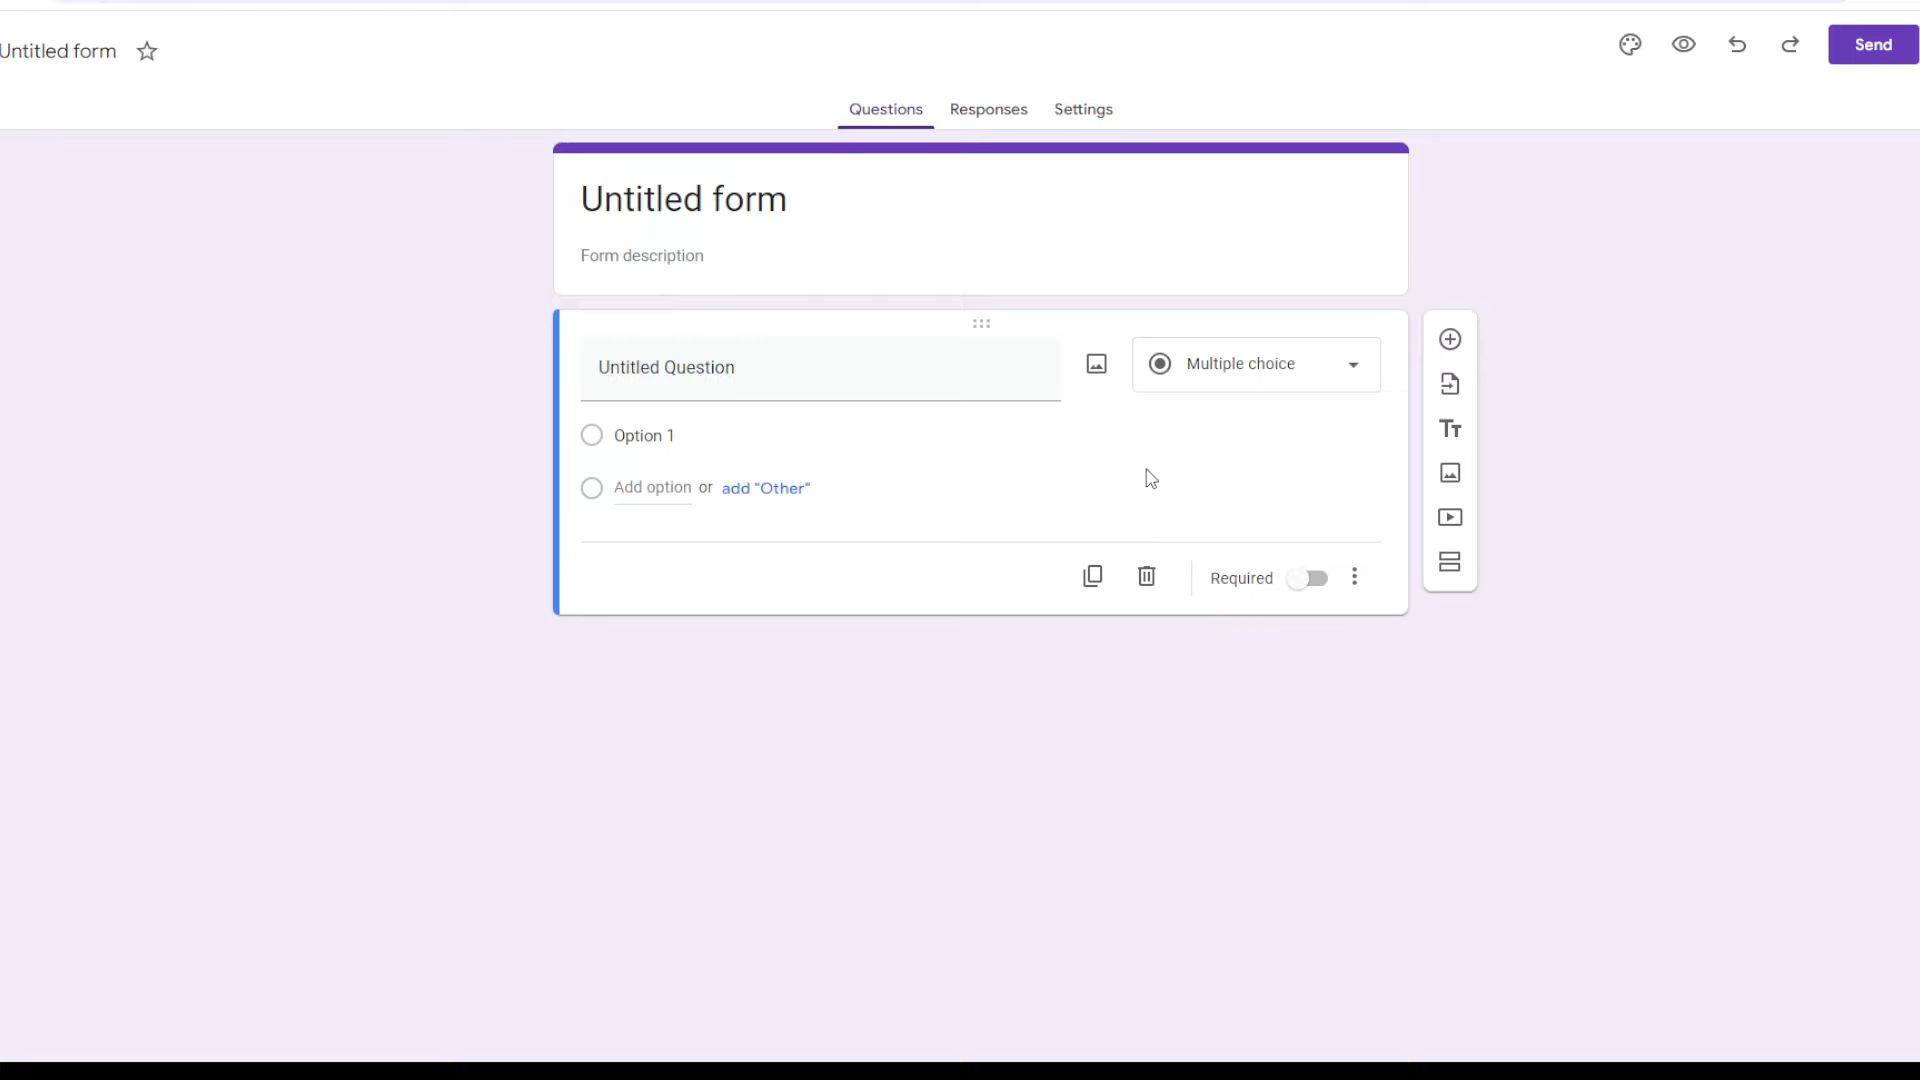 Untitled form
Send
Questions Responses Settings
Untitled form
Form description
Untitled Question
Multiple choice
Option 1
Add option or add "Other"
Required